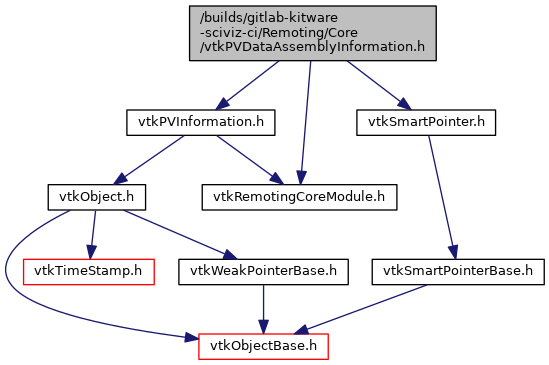 /builds/gitlab-kitware
-sciviz-ci/Remoting/Core
/vtkPVDataAssemblyInformation.h
vtkPVInformation.h
vtkSmartPointer.h
vtkObject.h
vtkRemotingCoreModule.h
vtkTimeStamp.h
vtkWeakPointerBase.h
vtkSmartPointerBase.h
vtkObjectBase.h